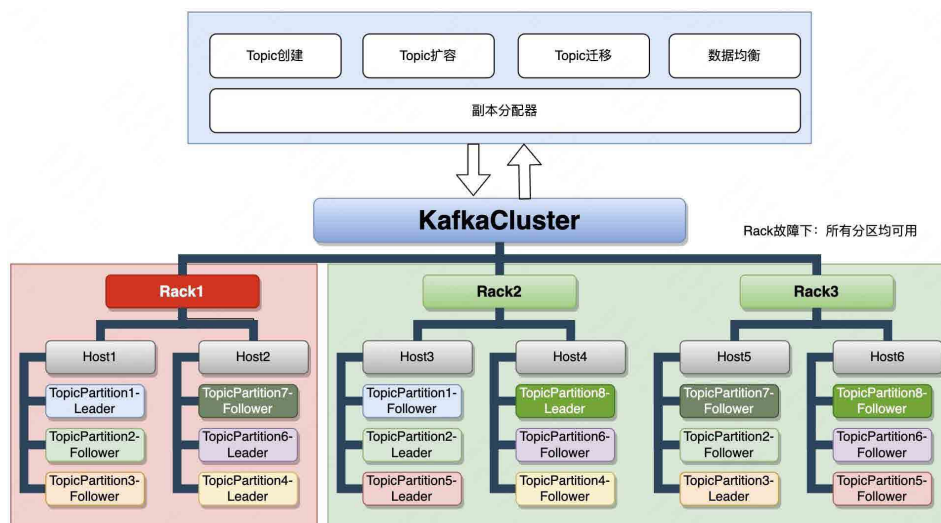 Topic创建
Topic扩容
Topic迁移
数据均衡
副本分配器
KafkaCluster
Rack故障下：所有分区均可用
Rack1
Rack2
Rack3
Host1
Host2
Host3
Host4
Host5
Host6
TopicPartition1-
Leader
TopicPartition7-
Follower
TopicPartition1-
Follower
TopicPartition8-
Leader
TopicPartition7-
Follower
TopicPartition8-
Follower
TopicPartition2-
Follower
TopicPartition6-
Leader
TopicPartition2-
Leader
TopicPartition6-
Follower
TopicPartition2-
Follower
TopicPartition6-
Follower
TopicPartition3-
Follower
TopicPartition4-
Leader
TopicPartition5-
Leader
TopicPartition4-
Follower
TopicPartition3-
Leader
TopicPartition5-
Follower